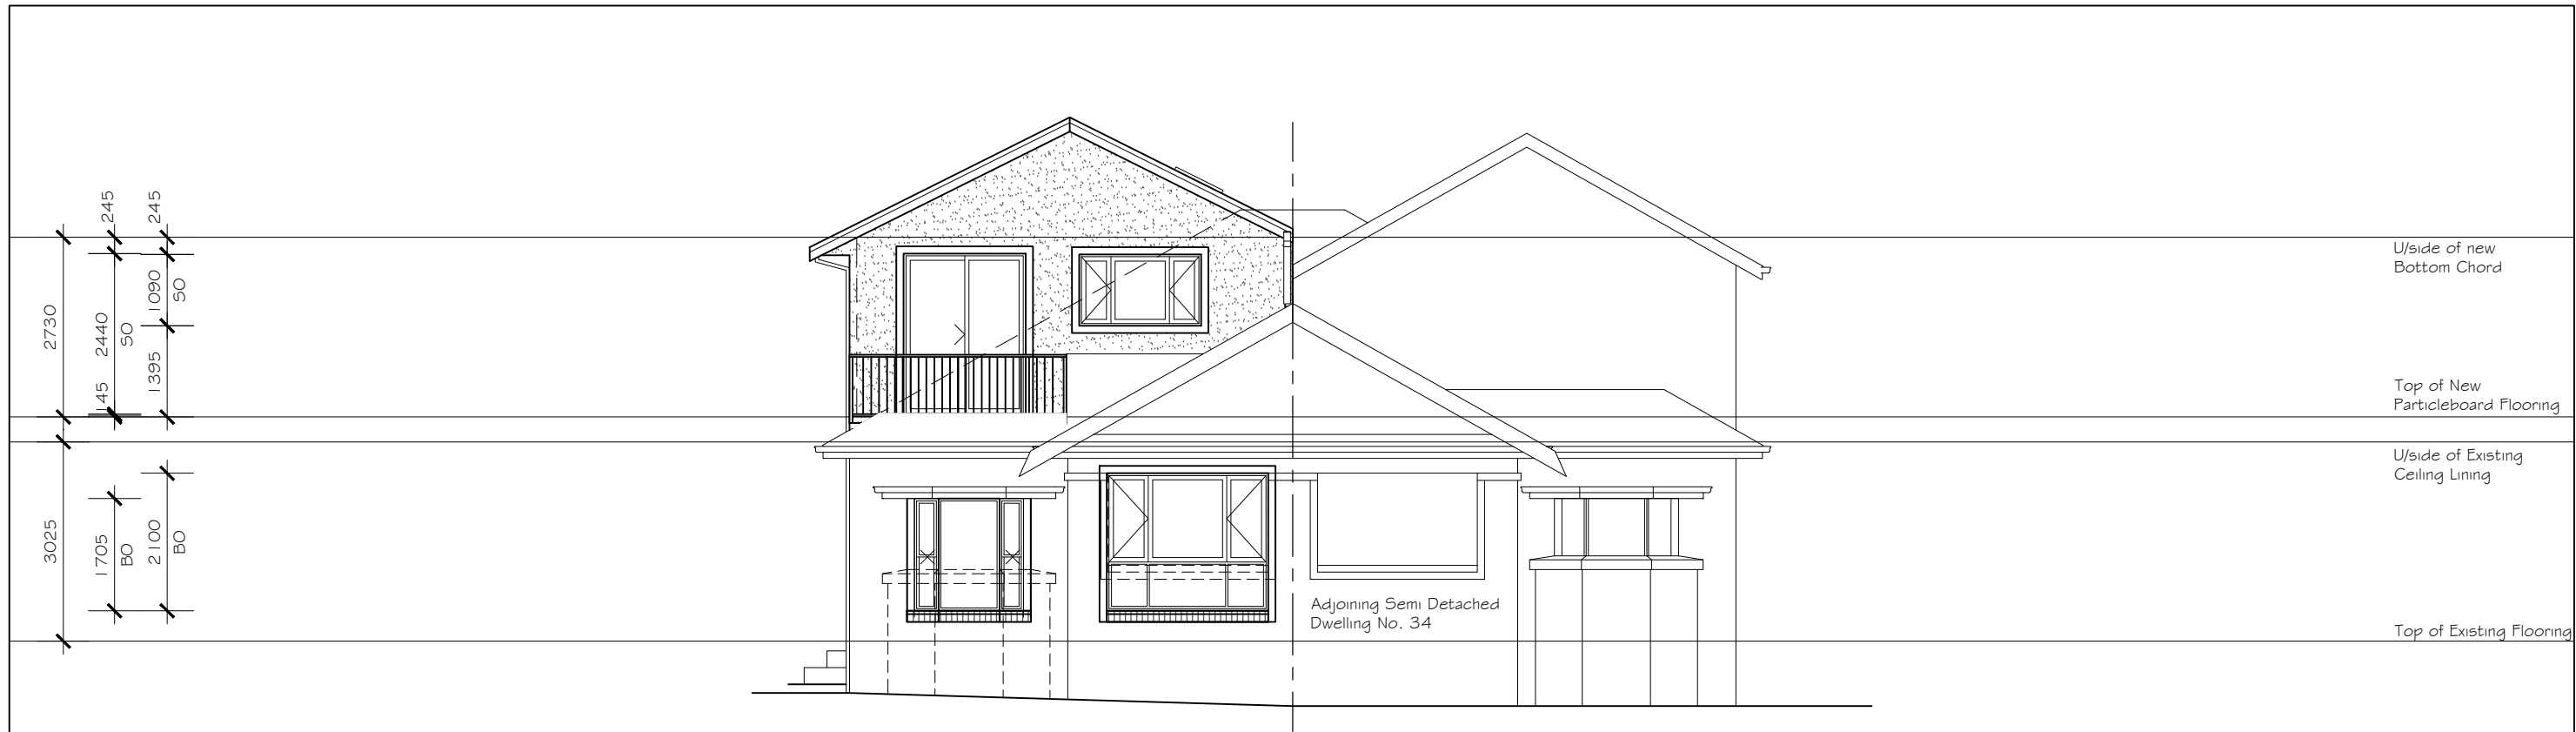 245
245
2730
2440
SO
1090
SO
145
1395
3025
1705
BO
2100
BO
U/side of new
Bottom Chord
Top of New
Particleboard Flooring
U/side of Existing
Ceiling Lining
Adjoining Semi Detached
Dwelling No. 34
Top of Existing Flooring